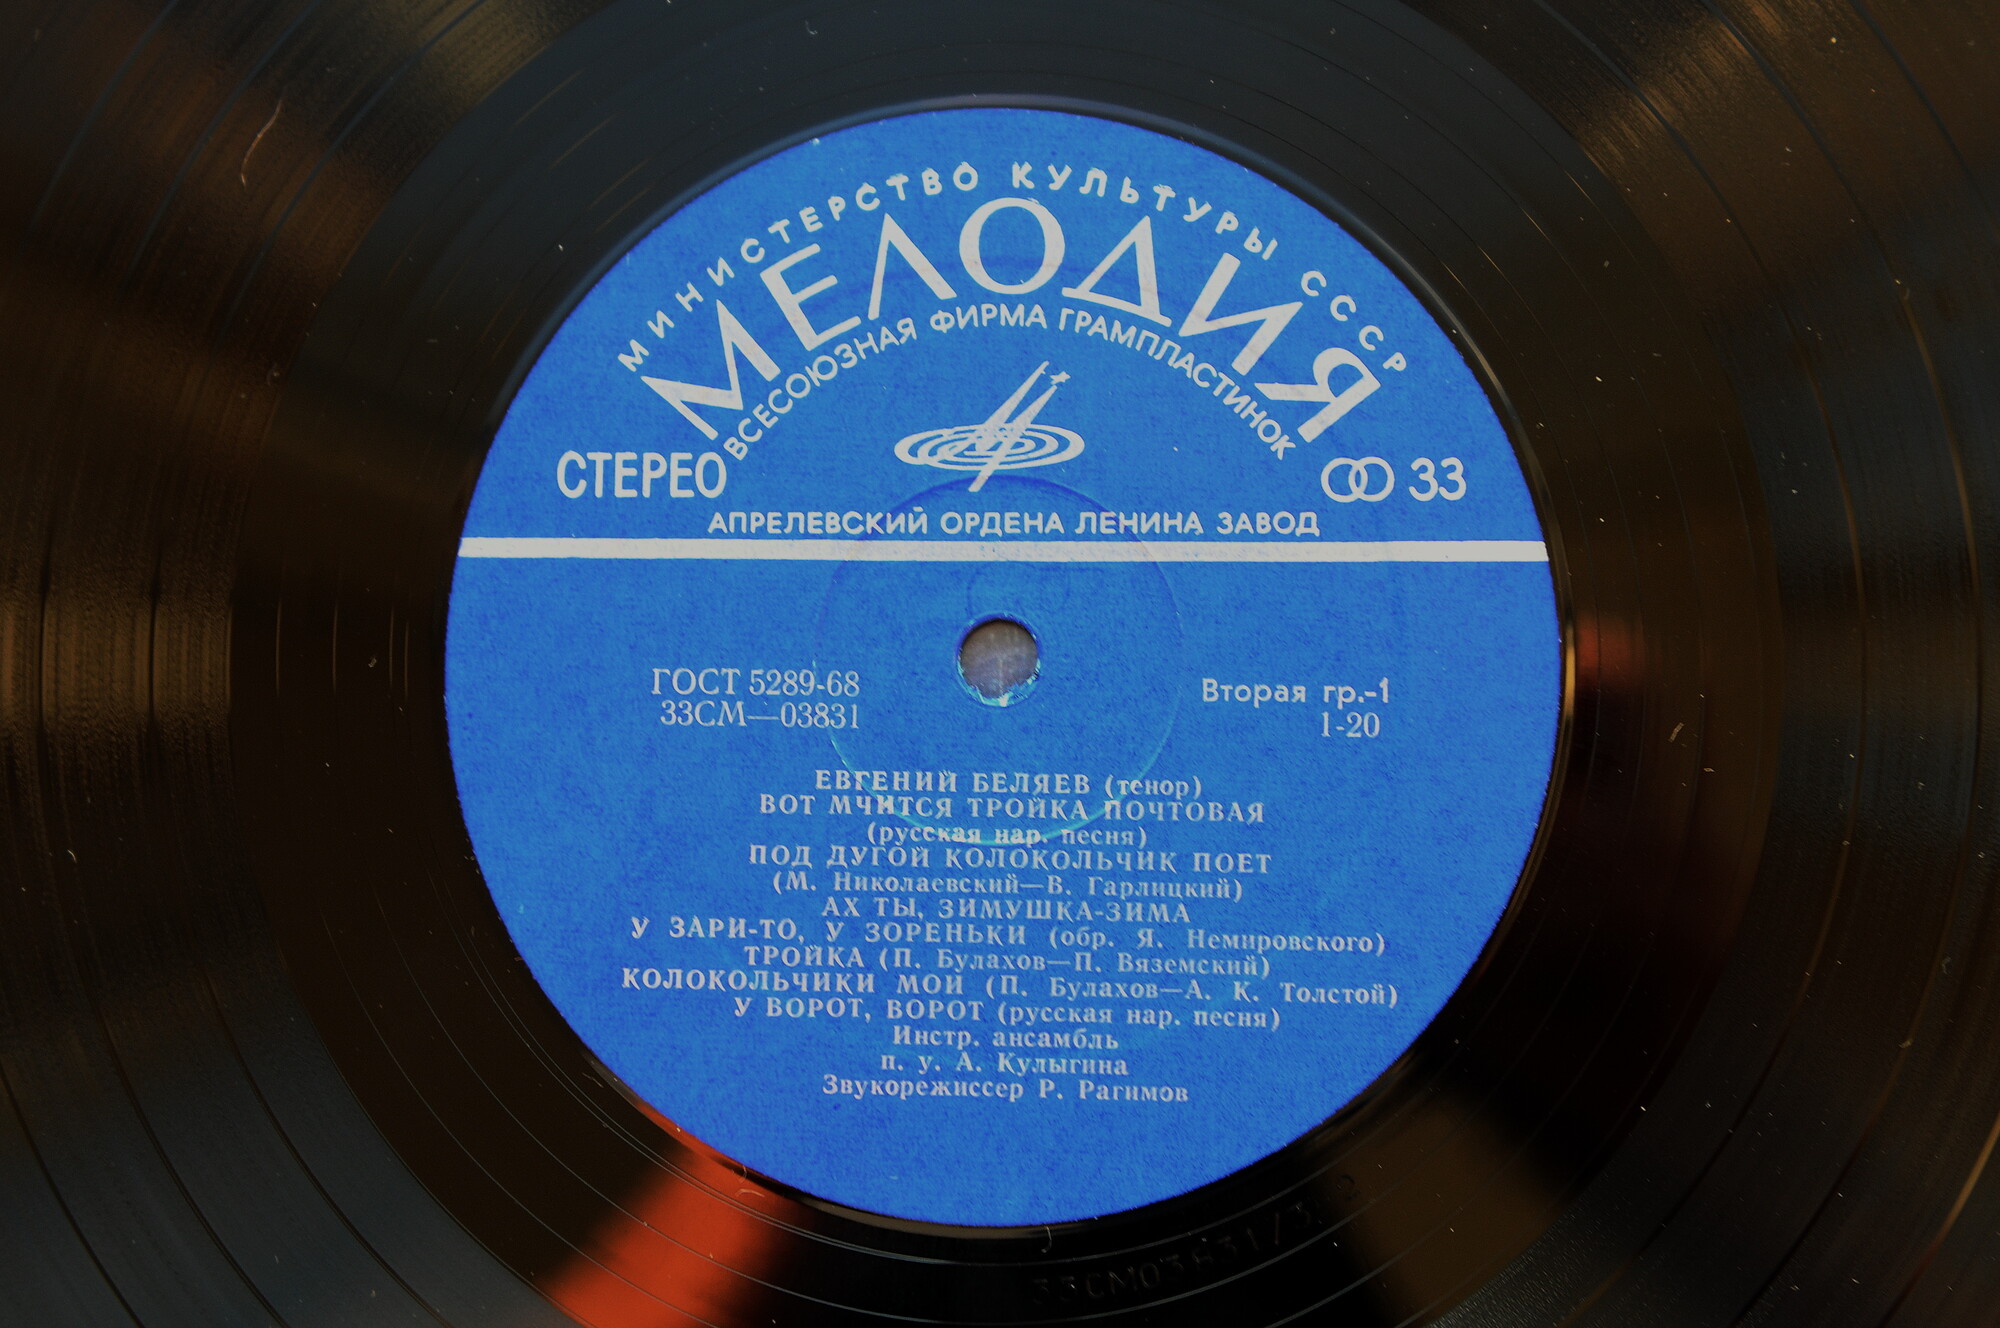 МИНИСТЕРСТВО КУЛЬТУРЫ СССР
МЕЛОДИЯ
ВСЕСОЮЗНАЯ ФИРМА ГРАМПЛАСТИНОК
СТЕРЕО
33
АПРЕЛЕВСКИЙ ОРДЕНА ЛЕНИНА ЗАВОД
ГОСТ 5289-68
33СМ—03831
Вторая гр.-1
1-20
ЕВГЕНИЙ БЕЛЯЕВ (тенор)
ВОТ МЧИТСЯ ТРОЙКА ПОЧТОВАЯ
(русская нар. песня)
ПОД ДУГОЙ КОЛОКОЛЬЧИК ПОЕТ
(М. Николаевский—В. Гарлицкий)
АХ ТЫ, ЗИМУШКА-ЗИМА
У ЗАРИ-ТО, У ЗОРЕНЬКИ (обр. Я. Немировского)
ТРОЙКА (П. Булахов—П. Вяземский)
КОЛОКОЛЬЧИКИ МОИ (П. Булахов—А. К. Толстой)
У ВОРОТ, ВОРОТ (русская нар. песня)
Инстр. ансамбль
п. у. А. Кулыгина
Звукорежиссер Р. Рагимов